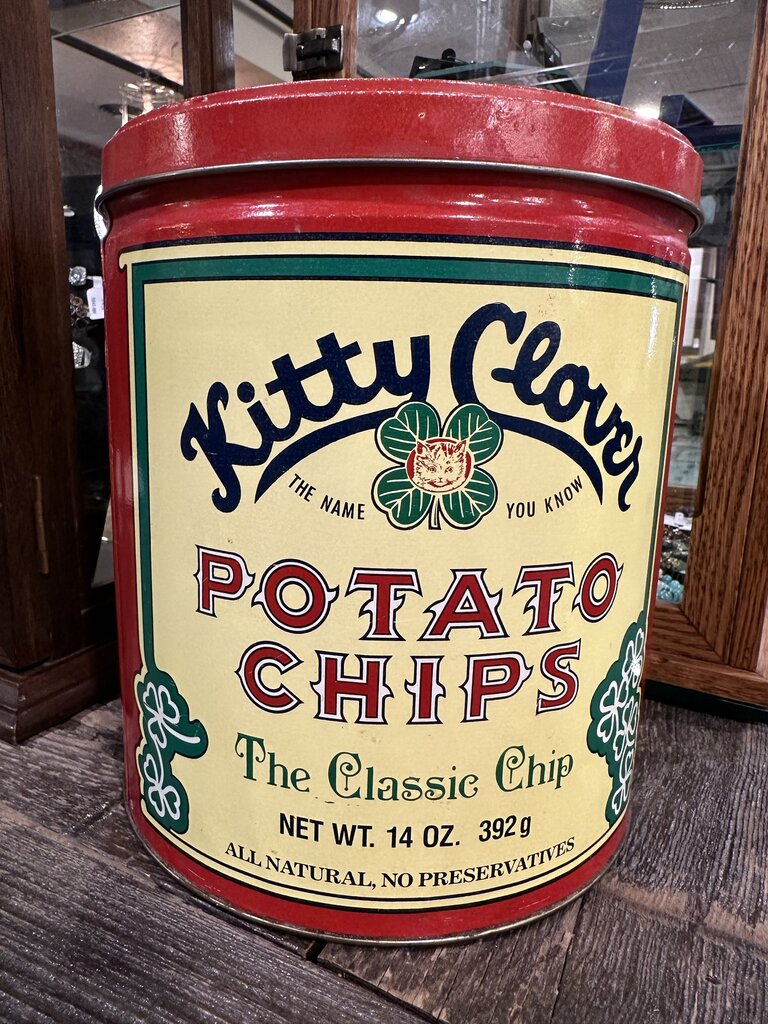 Kitty Clover
THE NAME YOU KNOW
POTATO
CHIPS
The Classic Chip
NET WT. 14 OZ. 392 g
ALL NATURAL, NO PRESERVATIVES